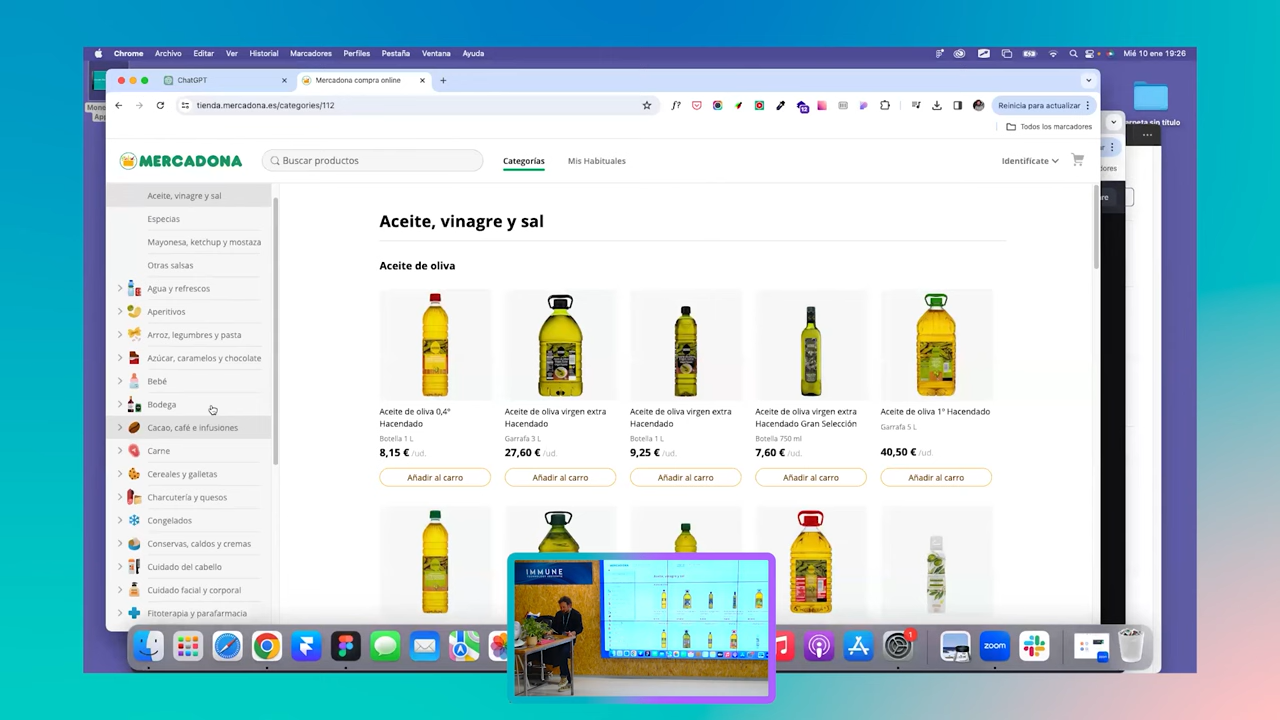 Chrome Archivo Editar Ver Historial Marcadores Perfiles Pestaña Ventana Ayuda
Mié 10 ene 19:26
ChatGPT
Mercadona compra online
tienda.mercadona.es/categories/112
Reinicia para actualizar
Todos los marcadores
MERCADONA
Buscar productos
Categorías
Mis Habituales
Identifícate
Aceite, vinagre y sal
Especias
Mayonesa, ketchup y mostaza
Otras salsas
Agua y refrescos
Aperitivos
Arroz, legumbres y pasta
Azúcar, caramelos y chocolate
Bebé
Bodega
Cacao, café e infusiones
Carne
Cereales y galletas
Charcutería y quesos
Congelados
Conservas, caldos y cremas
Cuidado del cabello
Cuidado facial y corporal
Fitoterapia y parafarmacia
Aceite, vinagre y sal
Aceite de oliva
Aceite de oliva 0,4º
Hacendado
Botella 1 L
8,15 € /ud.
Añadir al carro
Aceite de oliva virgen extra
Hacendado
Garrafa 3 L
27,60 € /ud.
Añadir al carro
Aceite de oliva virgen extra
Hacendado
Botella 1 L
9,25 € /ud.
Añadir al carro
Aceite de oliva virgen extra
Hacendado Gran Selección
Botella 750 ml
7,60 € /ud.
Añadir al carro
Aceite de oliva 1º Hacendado
Garrafa 5 L
40,50 € /ud.
Añadir al carro
IMMUNE
zoom
1